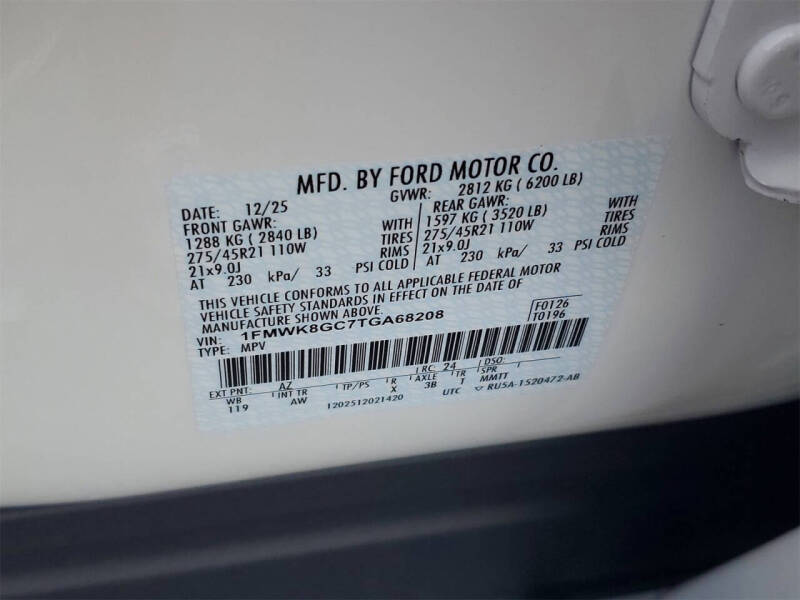 MFD. BY FORD MOTOR CO.
DATE: 12/25 GVWR: 2812 KG ( 6200 LB)
FRONT GAWR: REAR GAWR:
1288 KG ( 2840 LB) WITH 1597 KG ( 3520 LB) WITH
275/45R21 110W TIRES 275/45R21 110W TIRES
21x9.0J RIMS 21x9.0J RIMS
AT 230 kPa/ 33 PSI COLD AT 230 kPa/ 33 PSI COLD
THIS VEHICLE CONFORMS TO ALL APPLICABLE FEDERAL MOTOR
VEHICLE SAFETY STANDARDS IN EFFECT ON THE DATE OF
MANUFACTURE SHOWN ABOVE.
VIN: 1FMWK8GC7TGA68208 F0126
TYPE: MPV T0196
EXT PNT: AZ RC: 24 DSO:
WB INT TR TP/PS R AXLE TR SPR
119 AW X 3B T MMTT
1202512021420 UTC RU5A-1520472-AB